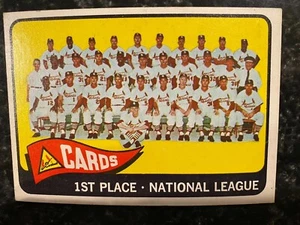 CARDS
1ST PLACE · NATIONAL LEAGUE